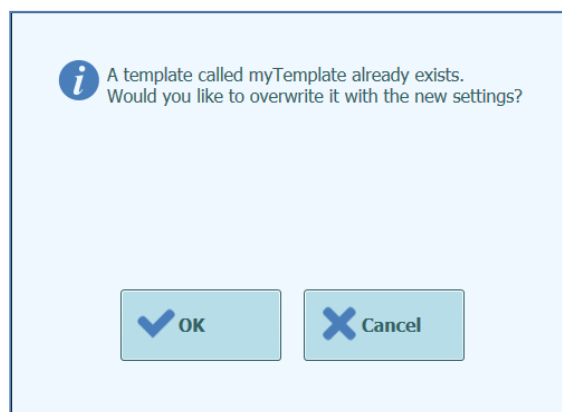 A template called myTemplate already exists.
Would you like to overwrite it with the new settings?
OK
Cancel